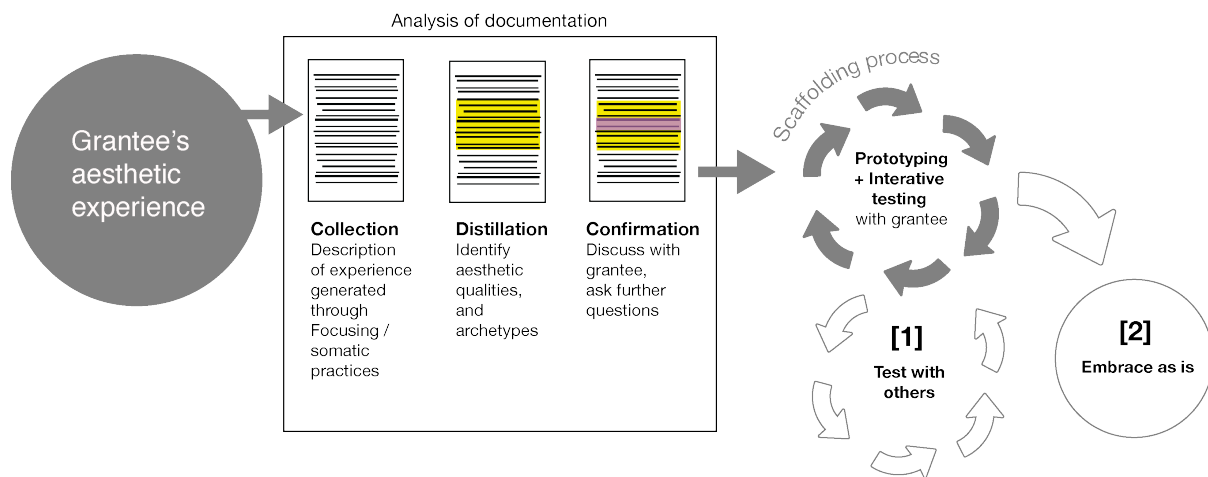 Analysis of documentation
Grantee's
aesthetic
experience
Collection
Description
of experience
generated
through
Focusing /
somatic
practices
Distillation
Identify
aesthetic
qualities,
and
archetypes
Confirmation
Discuss with
grantee,
ask further
questions
Scaffolding process
Prototyping
+ Interative
testing
with grantee
[1]
Test with
others
[2]
Embrace as is